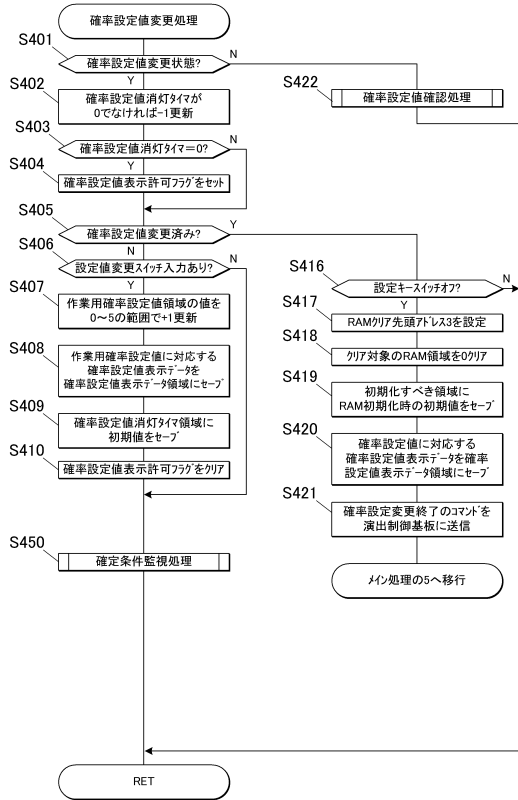 確率設定値変更処理
S401
確率設定値変更状態?
N
Y
S402
確率設定値消灯タイマが
0でなければ-1更新
S403
確率設定値消灯タイマ=0?
N
Y
S404
確率設定値表示許可フラグをセット
S405
確率設定値変更済み?
Y
N
S406
設定値変更スイッチ入力あり?
N
Y
S407
作業用確率設定値領域の値を
0~5の範囲で+1更新
S408
作業用確率設定値に対応する
確率設定値表示データを
確率設定値表示データ領域にセーブ
S409
確率設定値消灯タイマ領域に
初期値をセーブ
S410
確率設定値表示許可フラグをクリア
S450
確定条件監視処理
RET
S422
確率設定値確認処理
S416
設定キースイッチオフ?
N
Y
S417
RAMクリア先頭アドレス3を設定
S418
クリア対象のRAM領域を0クリア
S419
初期化すべき領域に
RAM初期化時の初期値をセーブ
S420
確率設定値に対応する
確率設定値表示データを確率
設定値表示データ領域にセーブ
S421
確率設定変更終了のコマンドを
演出制御基板に送信
メイン処理の5へ移行